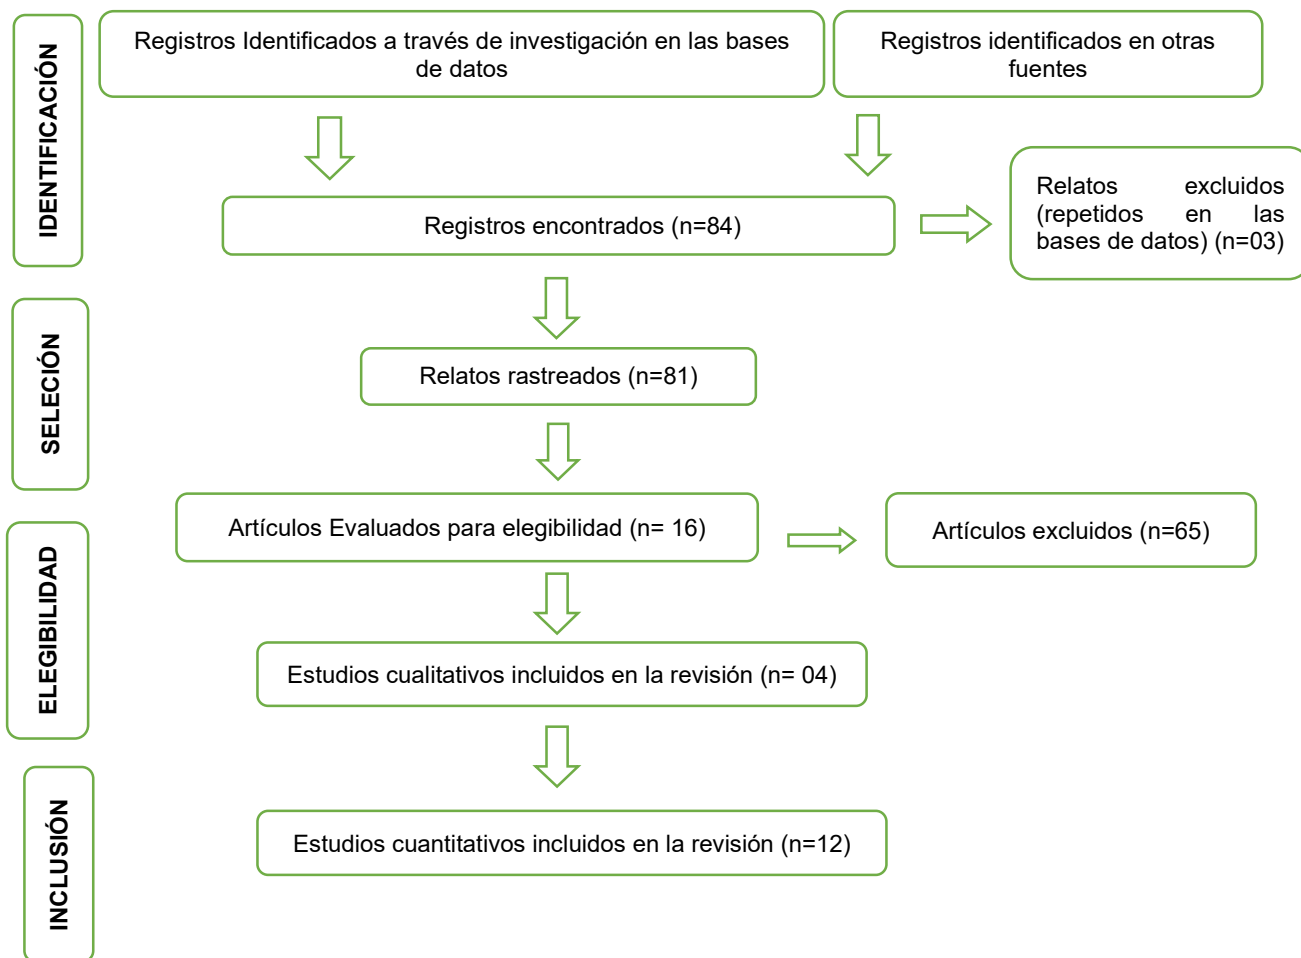 IDENTIFICACIÓN
Registros Identificados a través de investigación en las bases
de datos
Registros identificados en otras
fuentes
Registros encontrados (n=84)
Relatos excluidos
(repetidos en las
bases de datos) (n=03)
SELECIÓN
Relatos rastreados (n=81)
ELEGIBILIDAD
Artículos Evaluados para elegibilidad (n= 16)
Artículos excluidos (n=65)
Estudios cualitativos incluidos en la revisión (n= 04)
INCLUSIÓN
Estudios cuantitativos incluidos en la revisión (n=12)